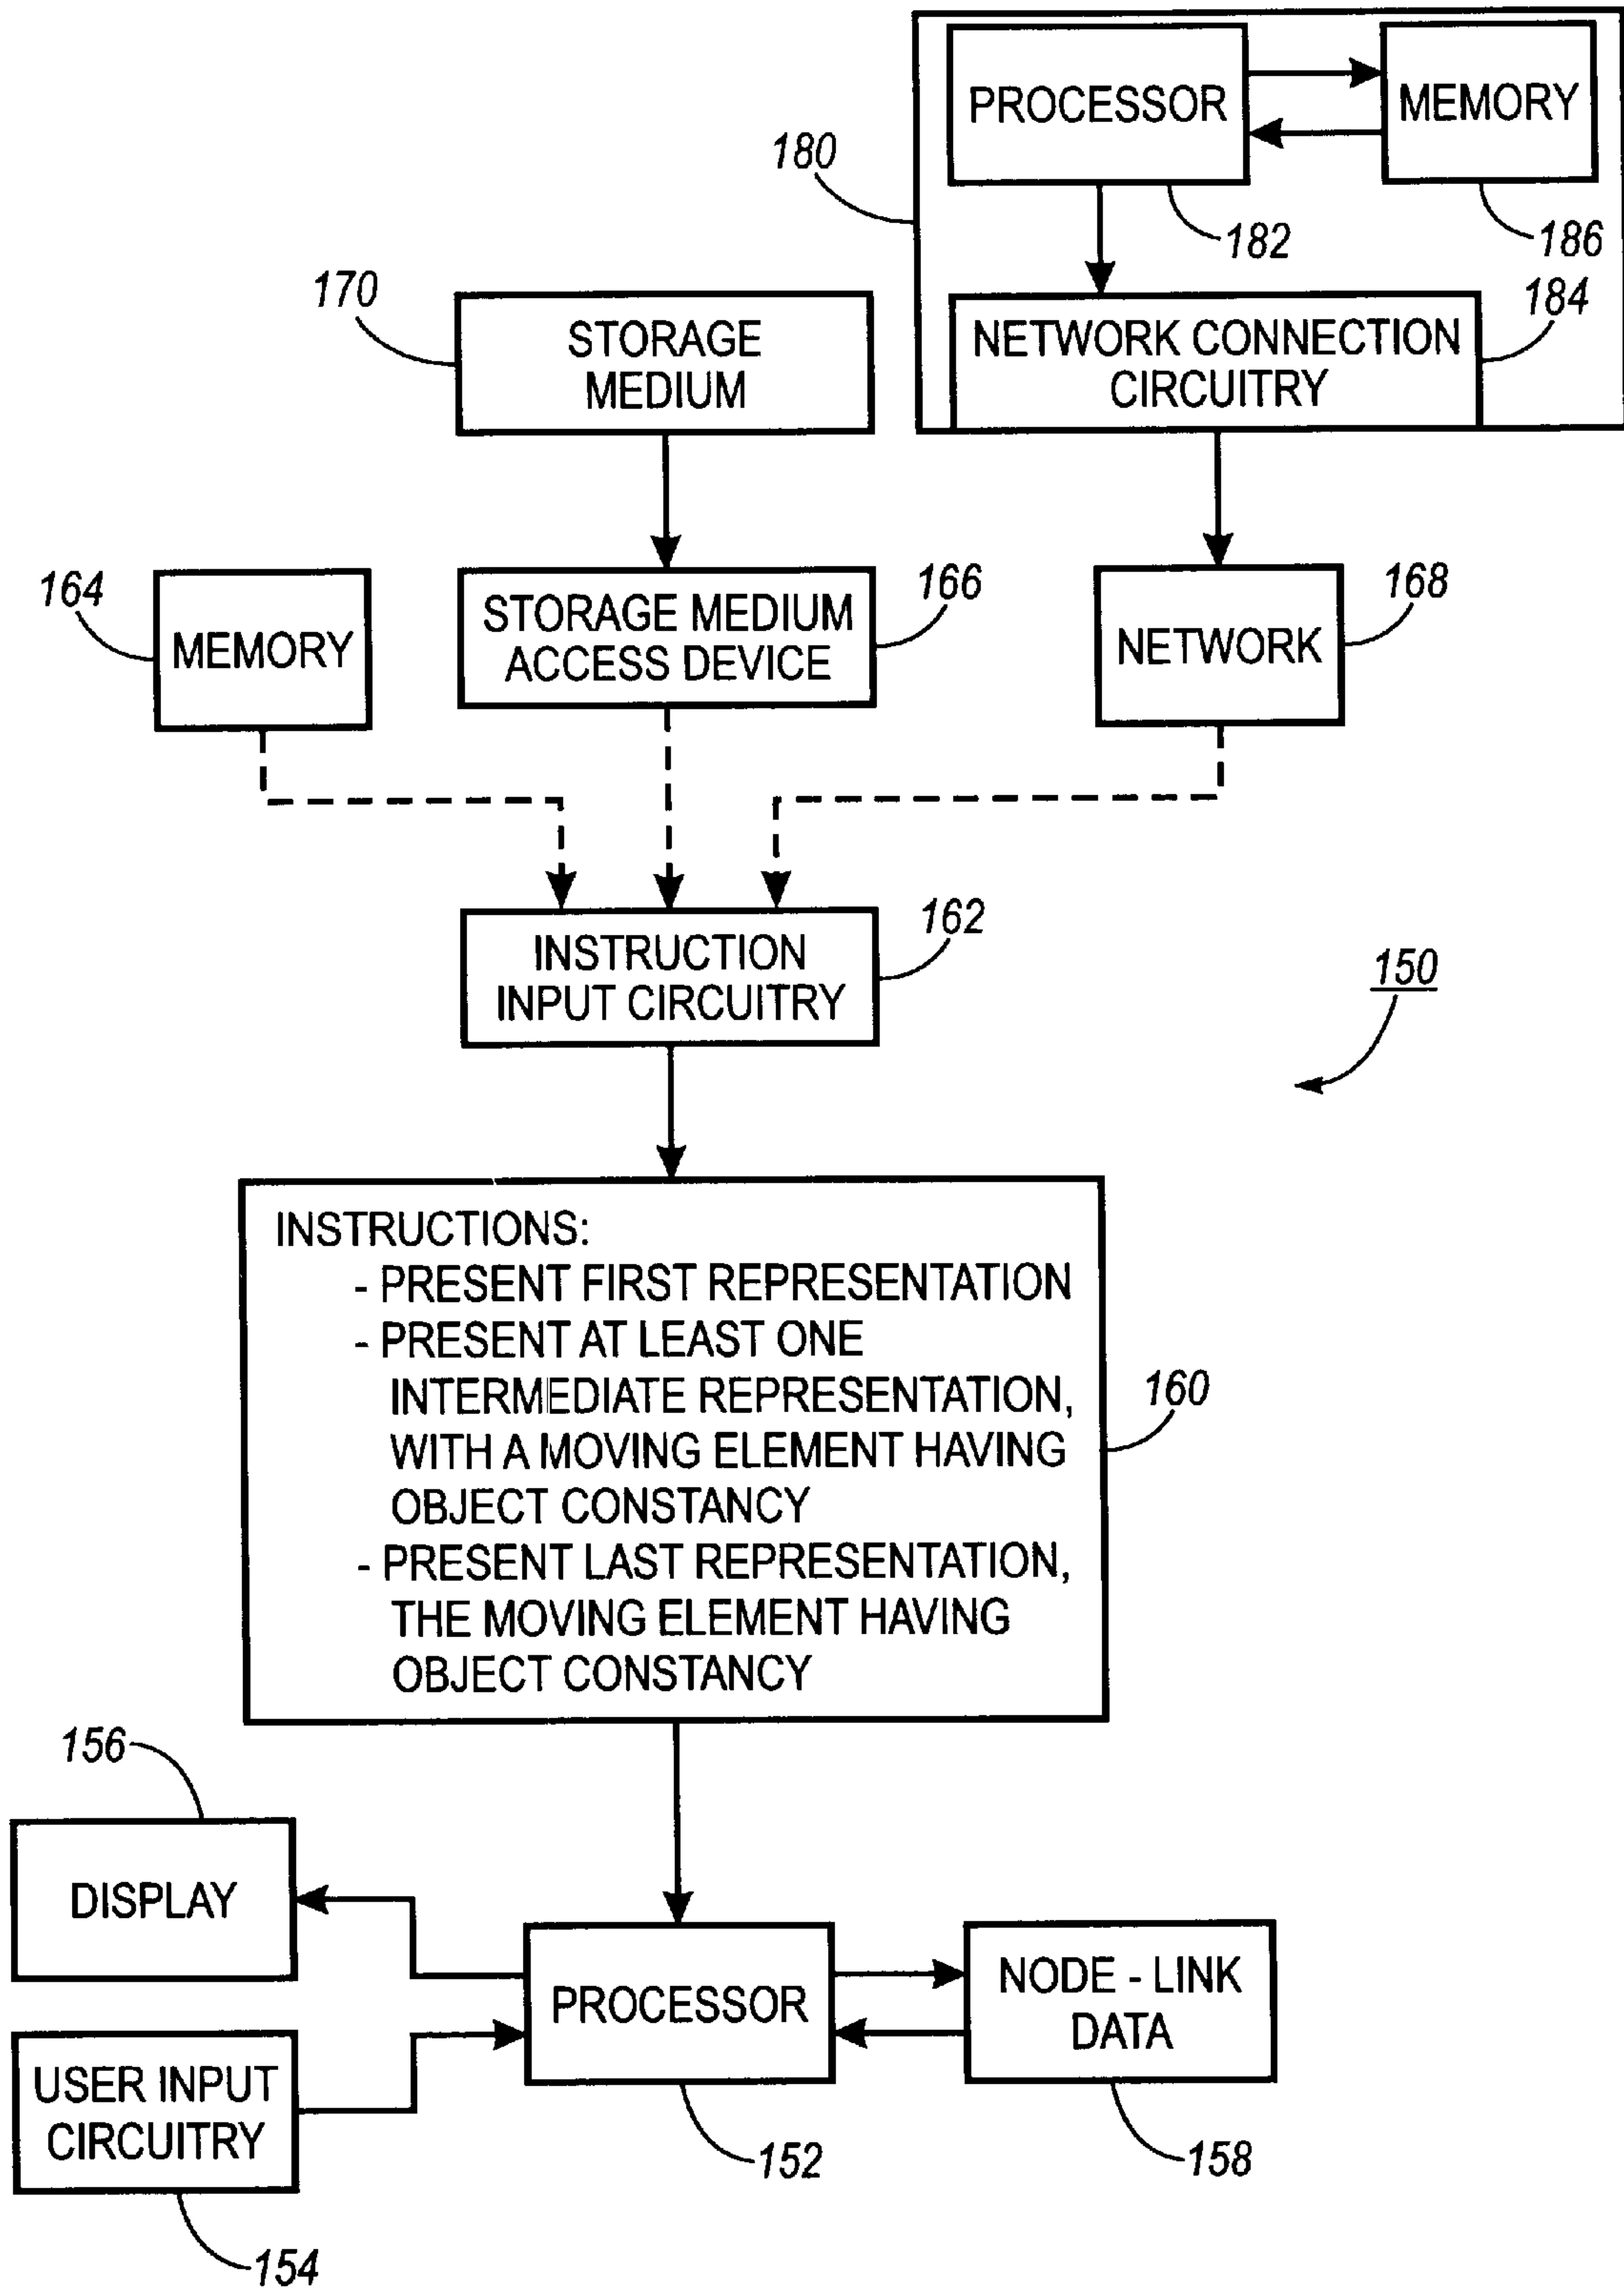 PROCESSOR
MEMORY
180
182
186
170
STORAGE
MEDIUM
184
NETWORK CONNECTION
CIRCUITRY
164
MEMORY
STORAGE MEDIUM
ACCESS DEVICE
166
NETWORK
168
INSTRUCTION
INPUT CIRCUITRY
162
150
INSTRUCTIONS:
- PRESENT FIRST REPRESENTATION
- PRESENT AT LEAST ONE
INTERMEDIATE REPRESENTATION,
WITH A MOVING ELEMENT HAVING
OBJECT CONSTANCY
- PRESENT LAST REPRESENTATION,
THE MOVING ELEMENT HAVING
OBJECT CONSTANCY
160
156
DISPLAY
PROCESSOR
NODE - LINK
DATA
USER INPUT
CIRCUITRY
152
158
154